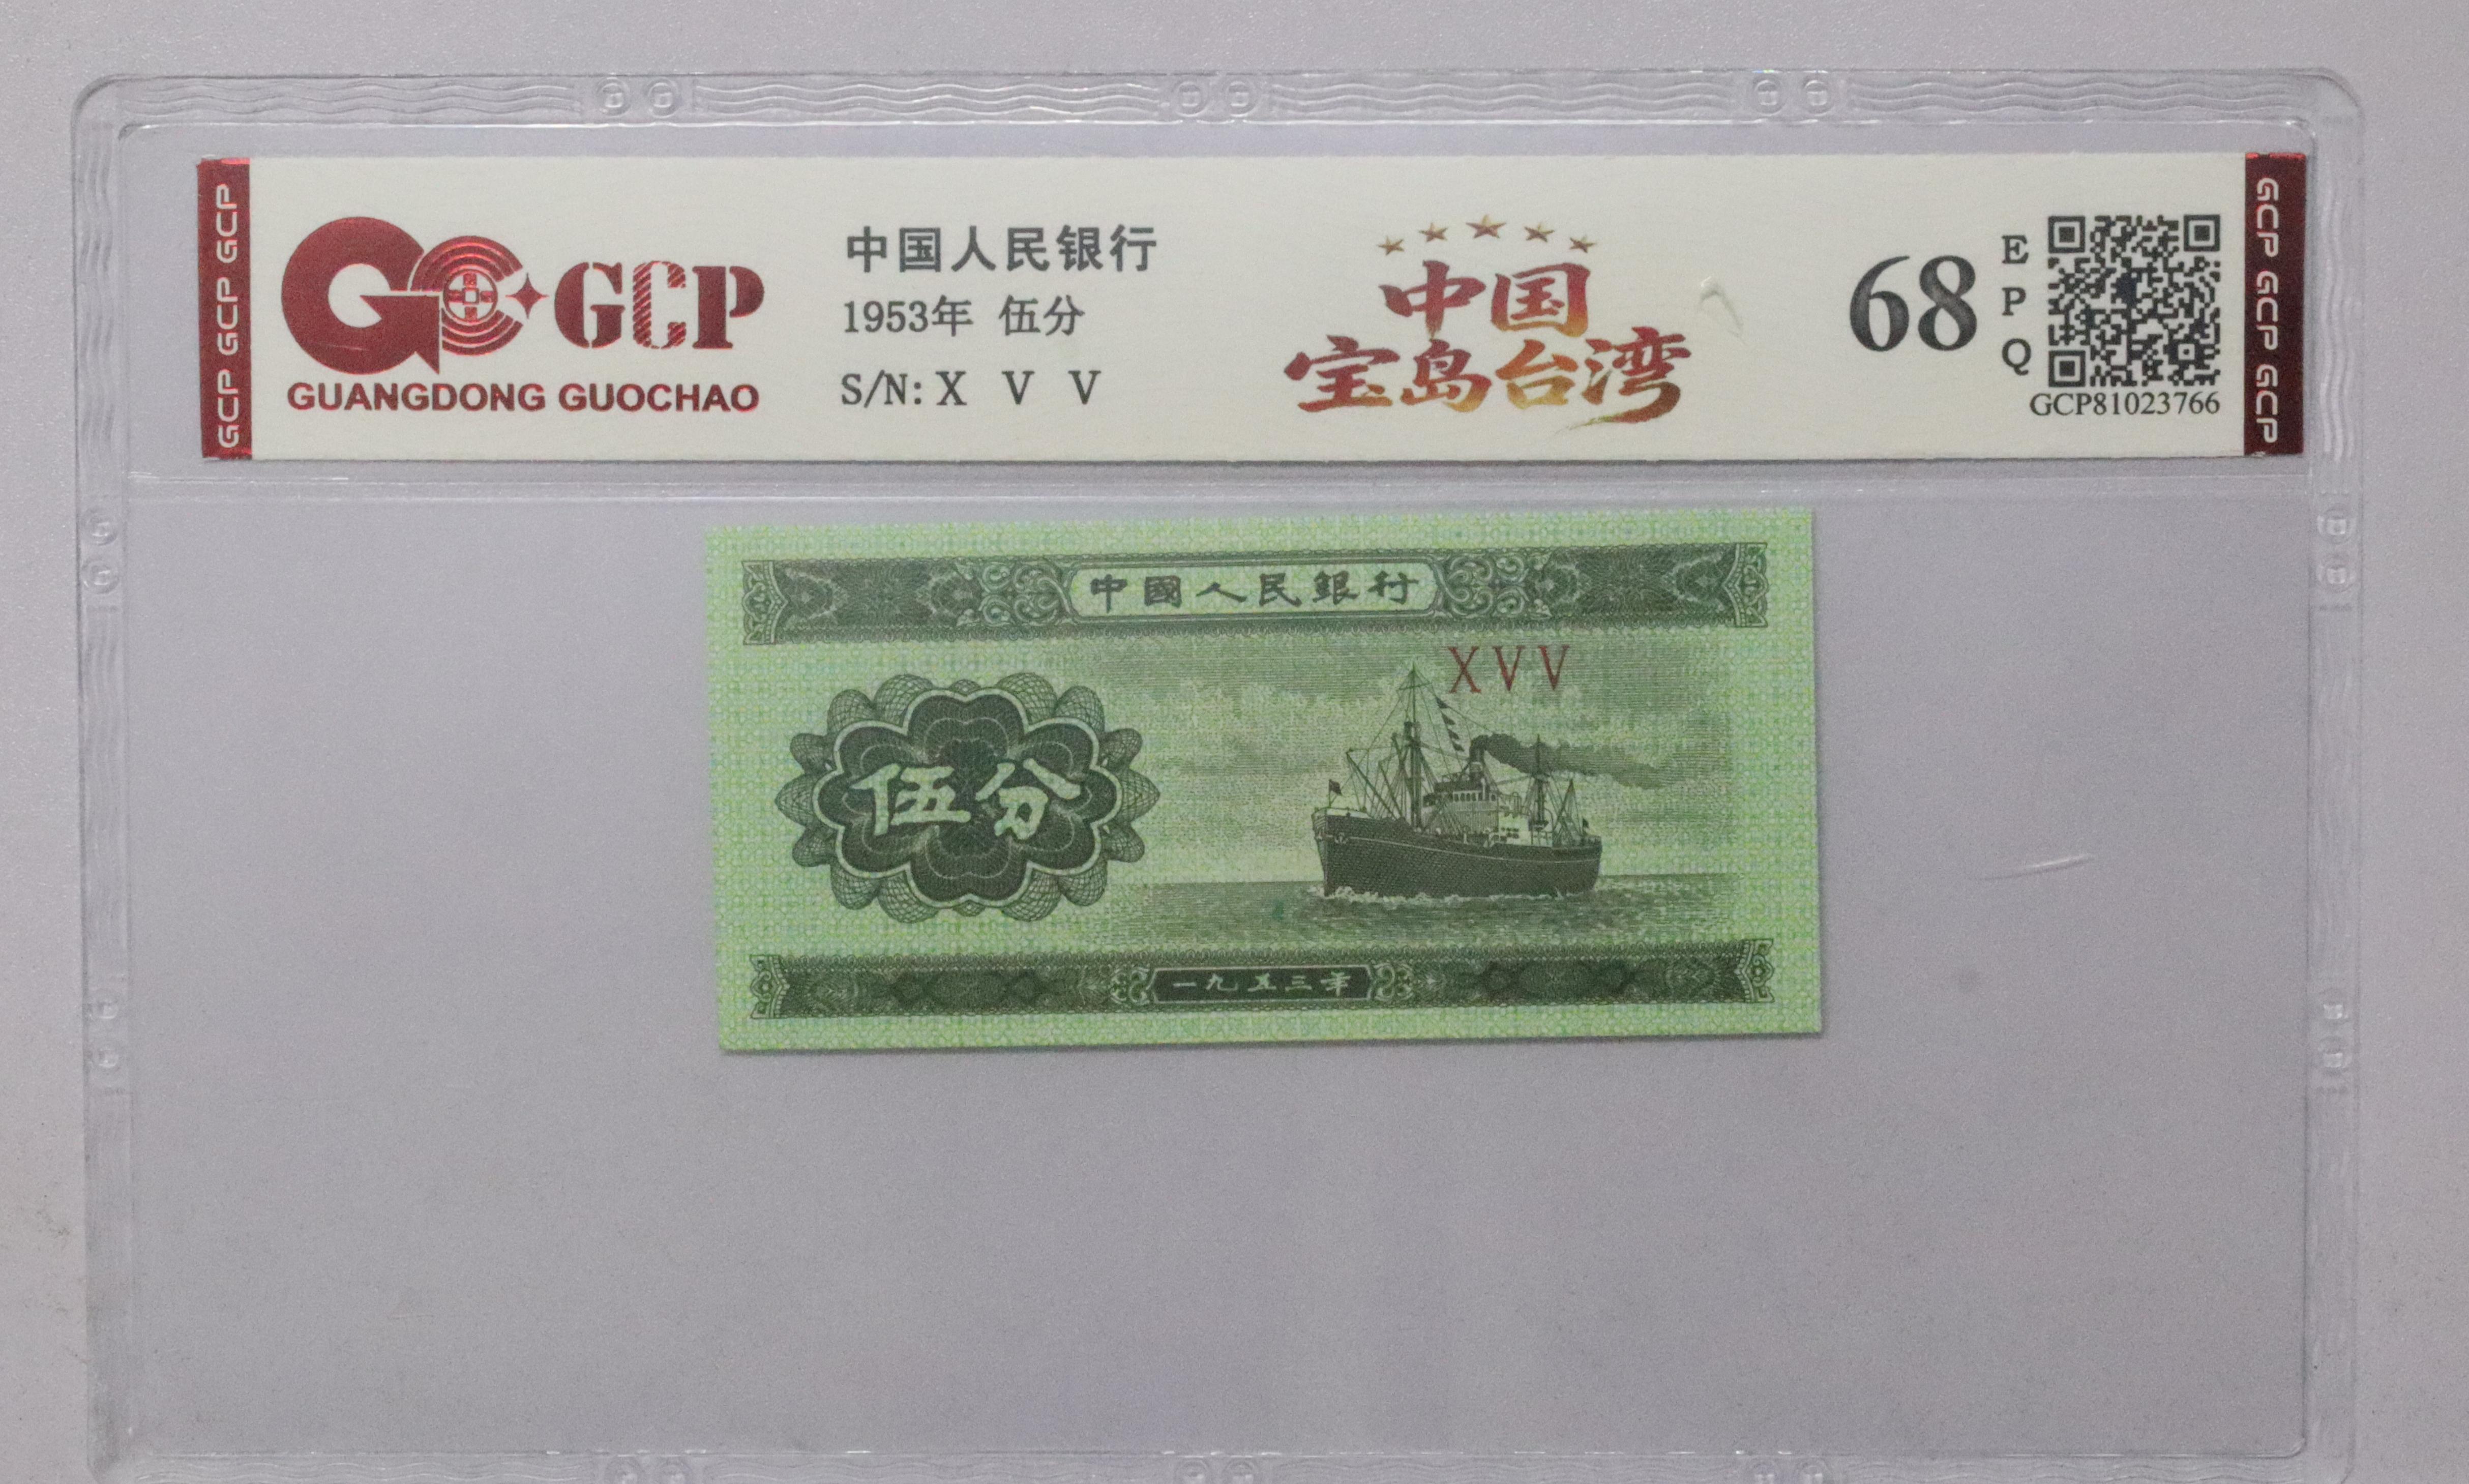 GCP GCP GCP
GCP
GUANGDONG GUOCHAO
中国人民银行
1953年 伍分
S/N: X V V
中国
宝岛台湾
68
EPQ
GCP81023766
GCP GCP GCP
中國人民銀行
XVV
伍分
一九五三年